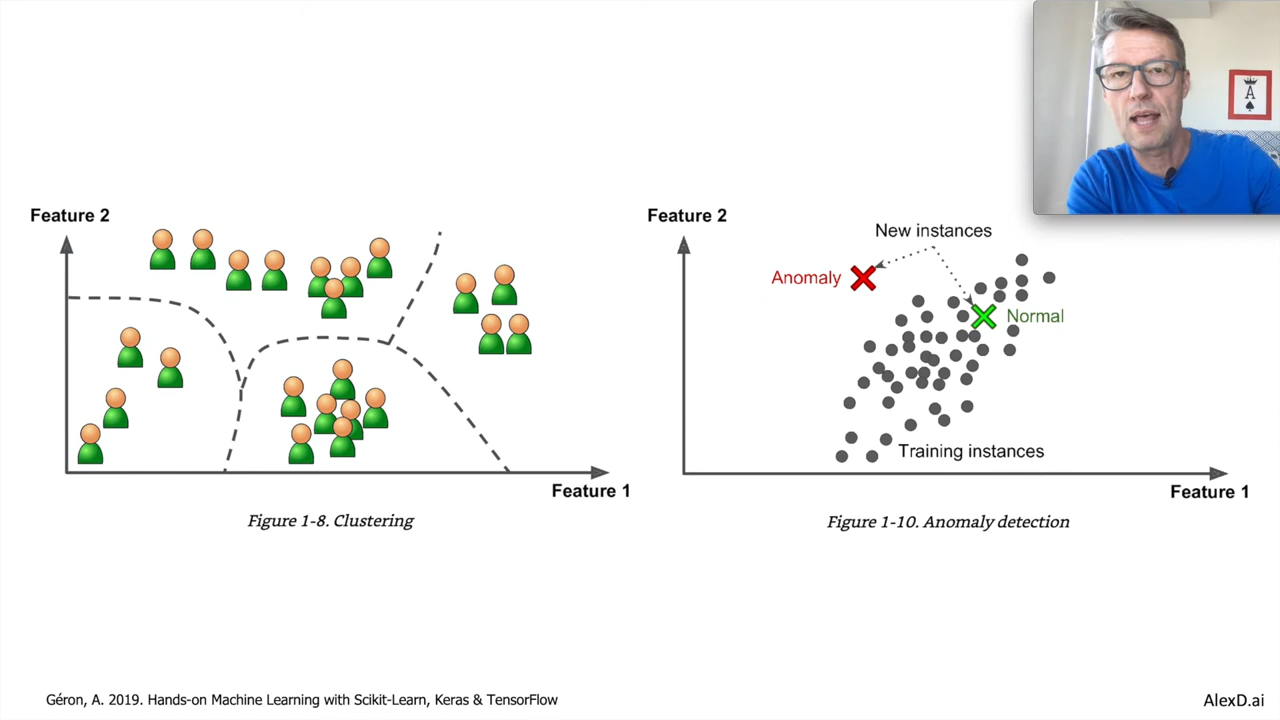 Feature 2
Feature 1
Figure 1-8. Clustering
A
Feature 2
New instances
Anomaly
Normal
Training instances
Feature 1
Figure 1-10. Anomaly detection
Géron, A. 2019. Hands-on Machine Learning with Scikit-Learn, Keras & TensorFlow
AlexD.ai